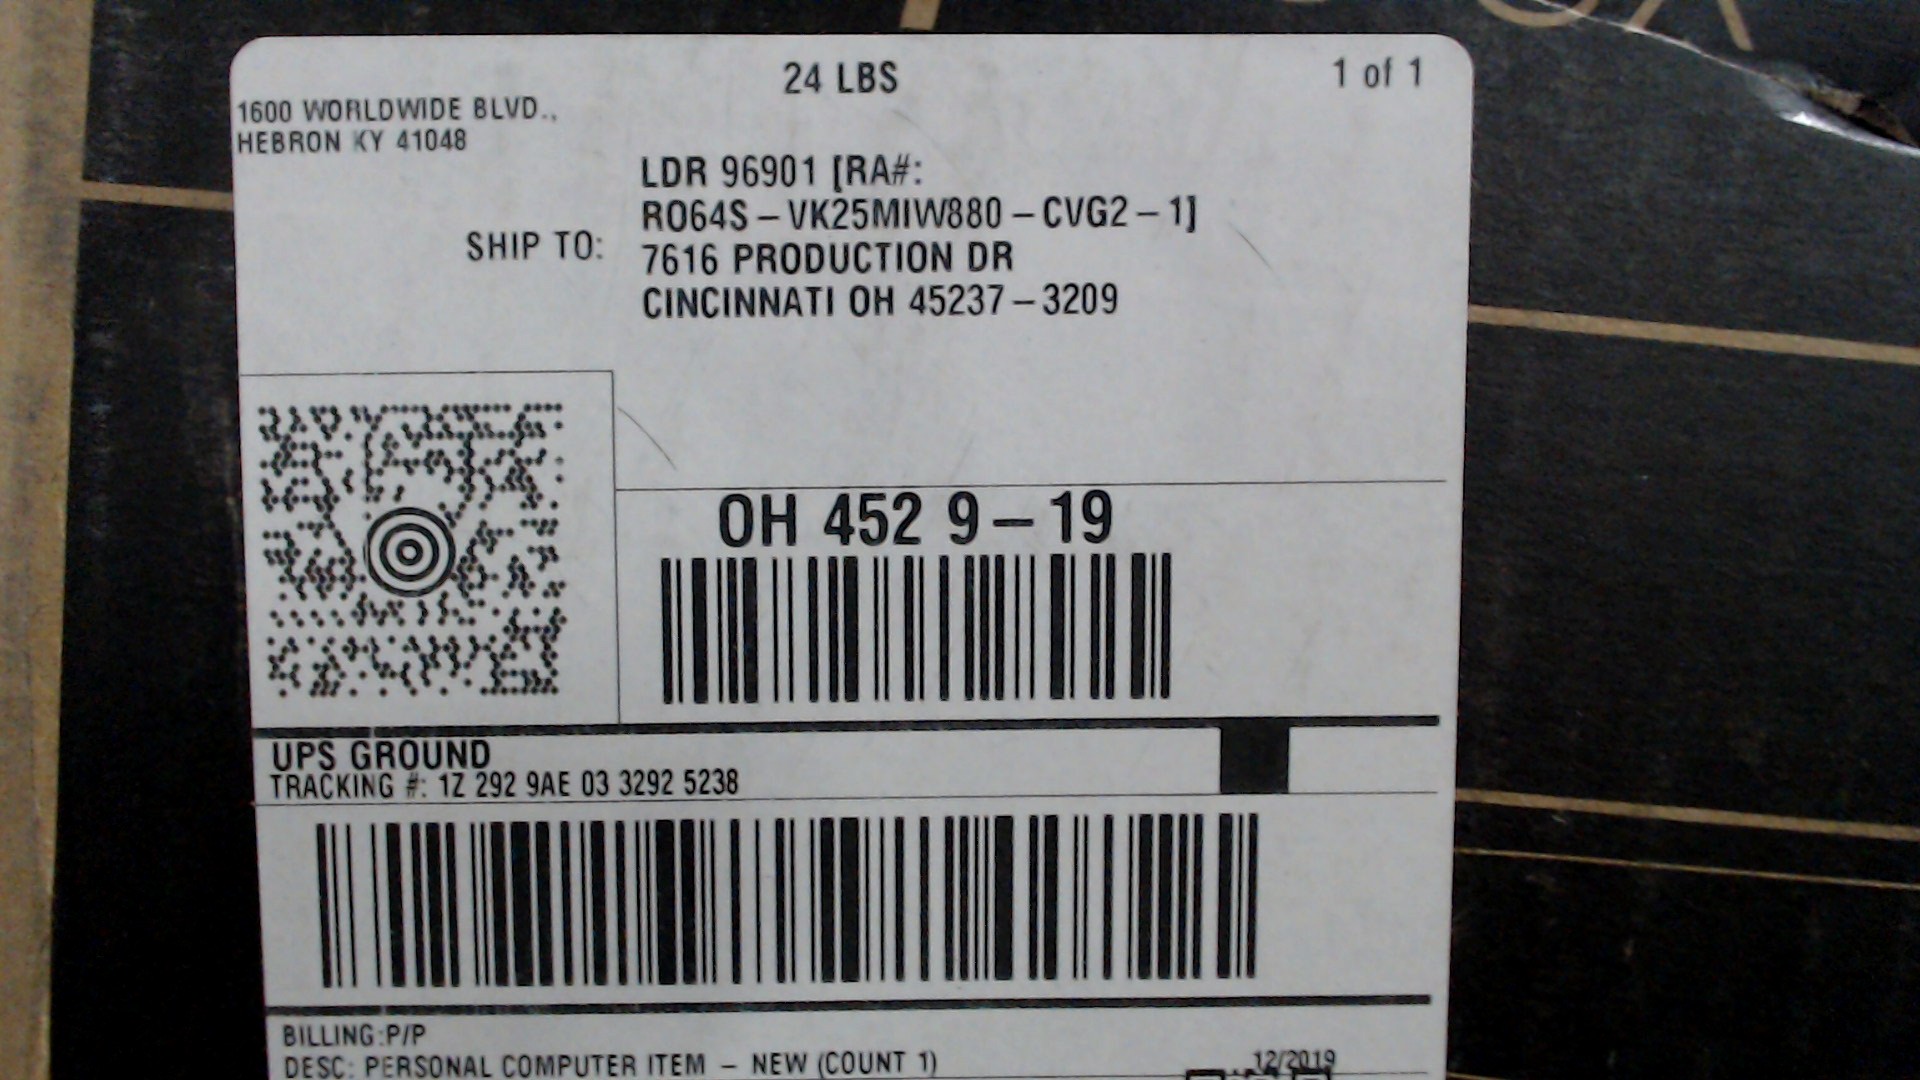 24 LBS
1 of 1
1600 WORLDWIDE BLVD.,
HEBRON KY 41048
LDR 96901 [RA#:
RO64S - VK25MIW880 - CVG2 - 1]
SHIP TO:
7616 PRODUCTION DR
CINCINNATI OH 45237 - 3209
OH 452 9 - 19
UPS GROUND
TRACKING #: 1Z 292 9AE 03 3292 5238
BILLING:P/P
DESC: PERSONAL COMPUTER ITEM - NEW (COUNT 1)
12/2019